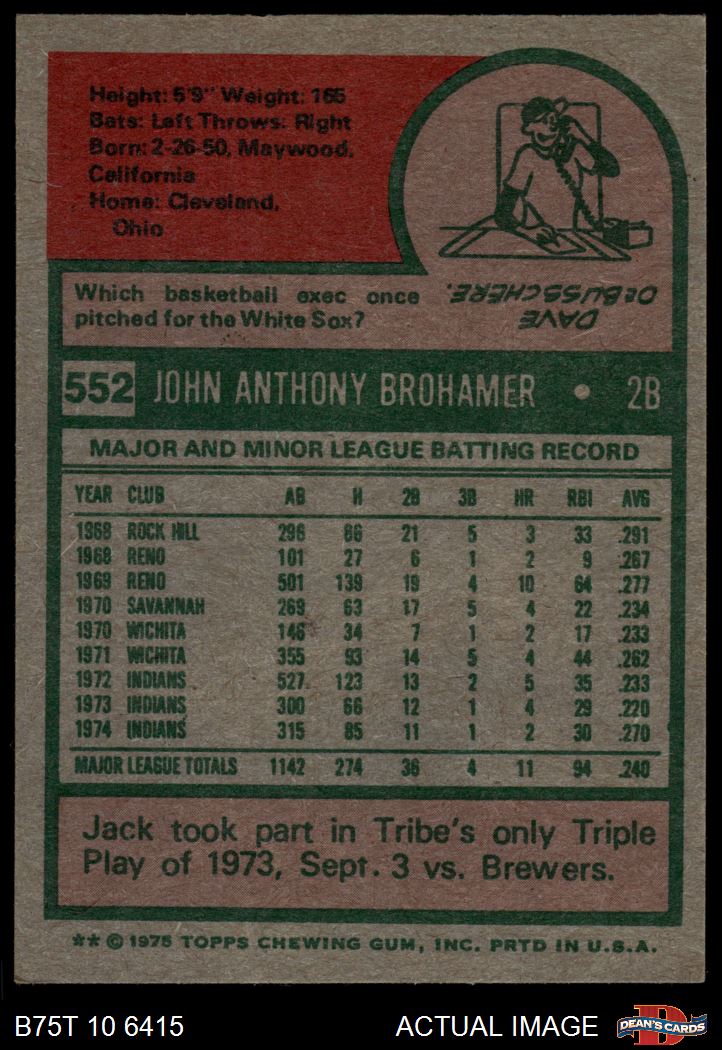 Height: 5'9" Weight: 165
Bats: Left Throws: Right
Born: 2-26-50, Maywood,
California
Home: Cleveland,
Ohio
Which basketball exec once
pitched for the White Sox?
DAVE
DeBUSSCHERE.
552 JOHN ANTHONY BROHAMER • 2B
MAJOR AND MINOR LEAGUE BATTING RECORD
YEAR CLUB AB H 2B 3B HR RBI AVG
1968 ROCK HILL 296 86 21 5 3 33 .291
1968 RENO 101 27 6 1 2 9 .267
1969 RENO 501 139 19 4 10 64 .277
1970 SAVANNAH 269 63 17 5 4 22 .234
1970 WICHITA 146 34 7 1 2 17 .233
1971 WICHITA 355 93 14 5 4 44 .262
1972 INDIANS 527 123 13 2 5 35 .233
1973 INDIANS 300 66 12 1 4 29 .220
1974 INDIANS 315 85 11 1 2 30 .270
MAJOR LEAGUE TOTALS 1142 274 36 4 11 94 .240
Jack took part in Tribe's only Triple
Play of 1973, Sept. 3 vs. Brewers.
** © 1975 TOPPS CHEWING GUM, INC. PRTD IN U.S.A.
B75T 10 6415 ACTUAL IMAGE D DEAN'S CARDS